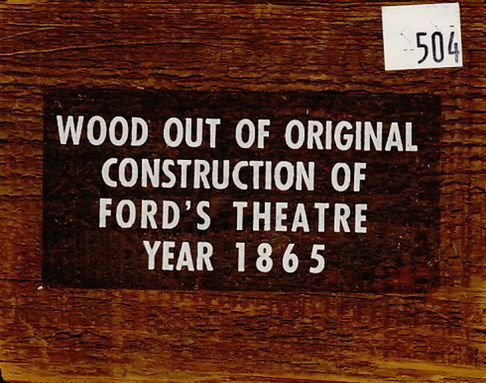 504
WOOD OUT OF ORIGINAL
CONSTRUCTION OF
FORD'S THEATRE
YEAR 1865